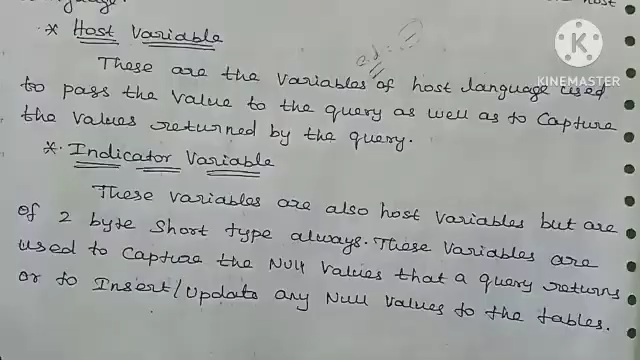 * Host Variable
These are the variables of host language used
to pass the value to the query as well as to capture
the values returned by the query.
* Indicator Variable
These variables are also host variables but are
of 2 byte short type always. These variables are
used to capture the Null values that a query returns
or to Insert/Update any Null values to the tables.
K
KINEMASTER